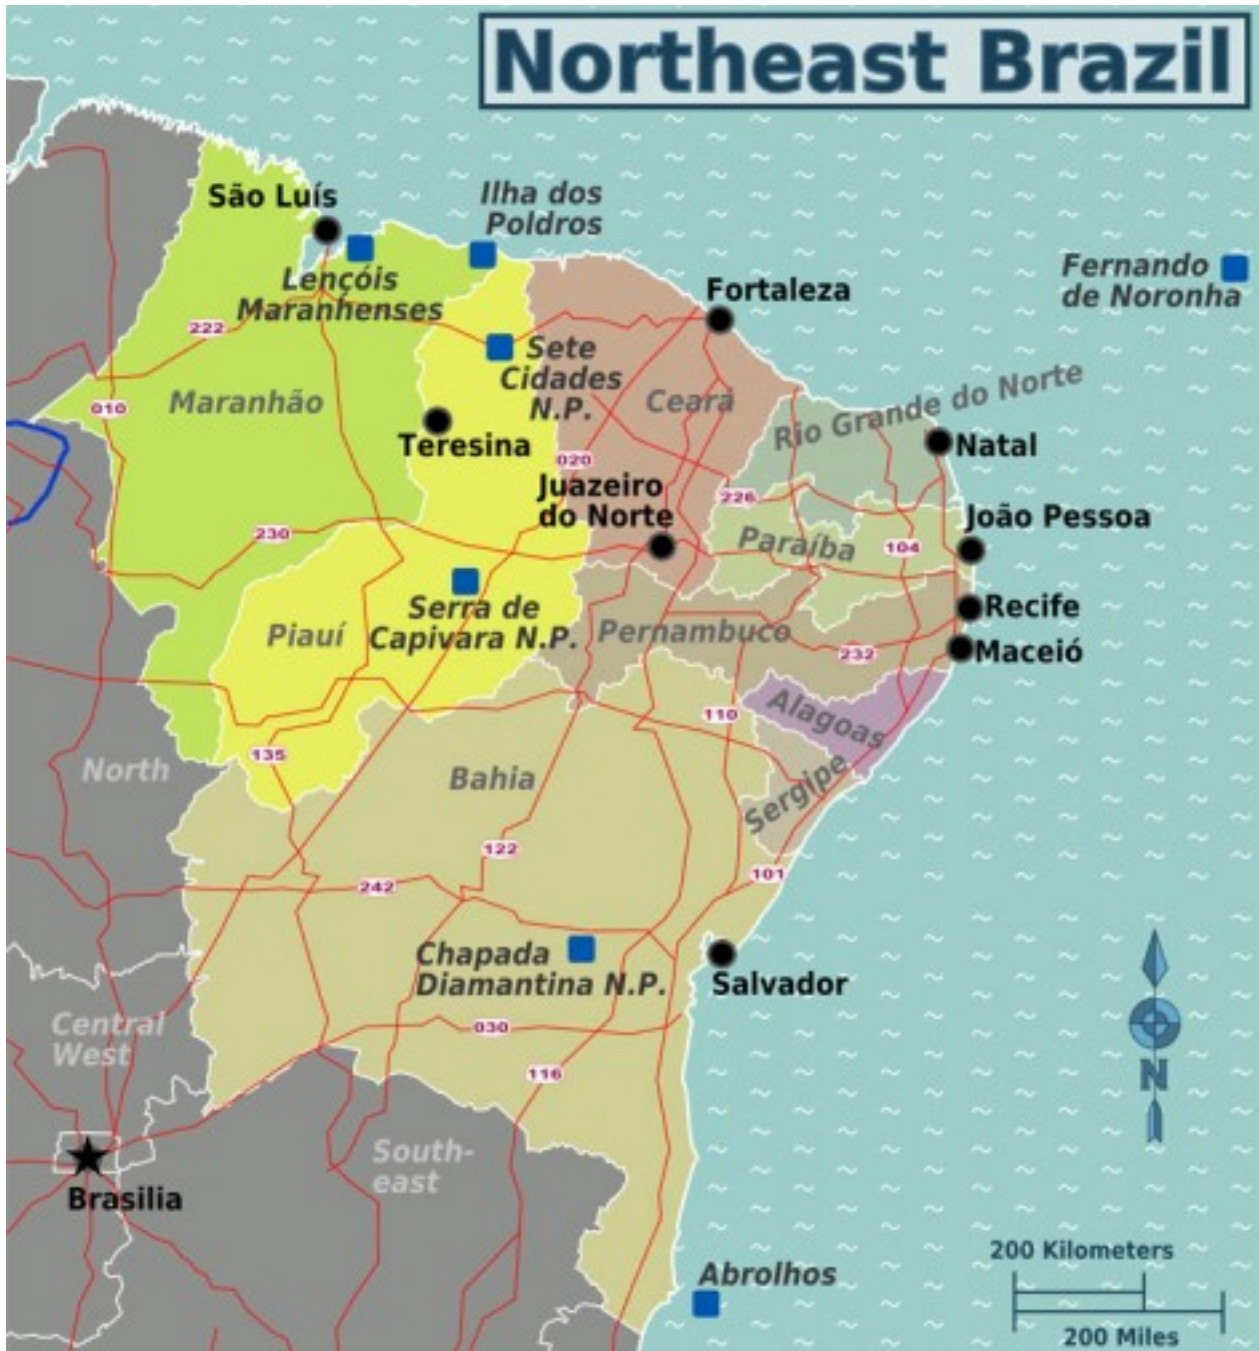 Northeast Brazil
São Luís
Ilha dos
Poldros
Fernando
de Noronha
Lençóis
Maranhenses
Fortaleza
222
Sete
Cidades
N.P.
Maranhão
Ceará
Rio Grande do Norte
010
Teresina
Natal
020
Juazeiro
do Norte
226
João Pessoa
230
Paraíba
104
Serra de
Capivara N.P.
Recife
Piauí
Pernambuco
232
Maceió
110
Alagoas
135
North
Bahia
Sergipe
122
242
101
Chapada
Diamantina N.P.
Salvador
Central
West
030
116
N
South-
east
Brasilia
Abrolhos
200 Kilometers
200 Miles